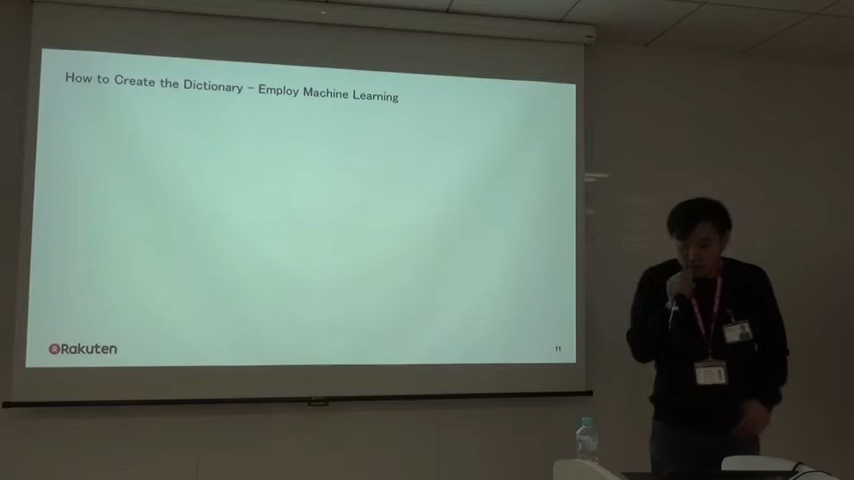 How to Create the Dictionary – Employ Machine Learning
Rakuten
11